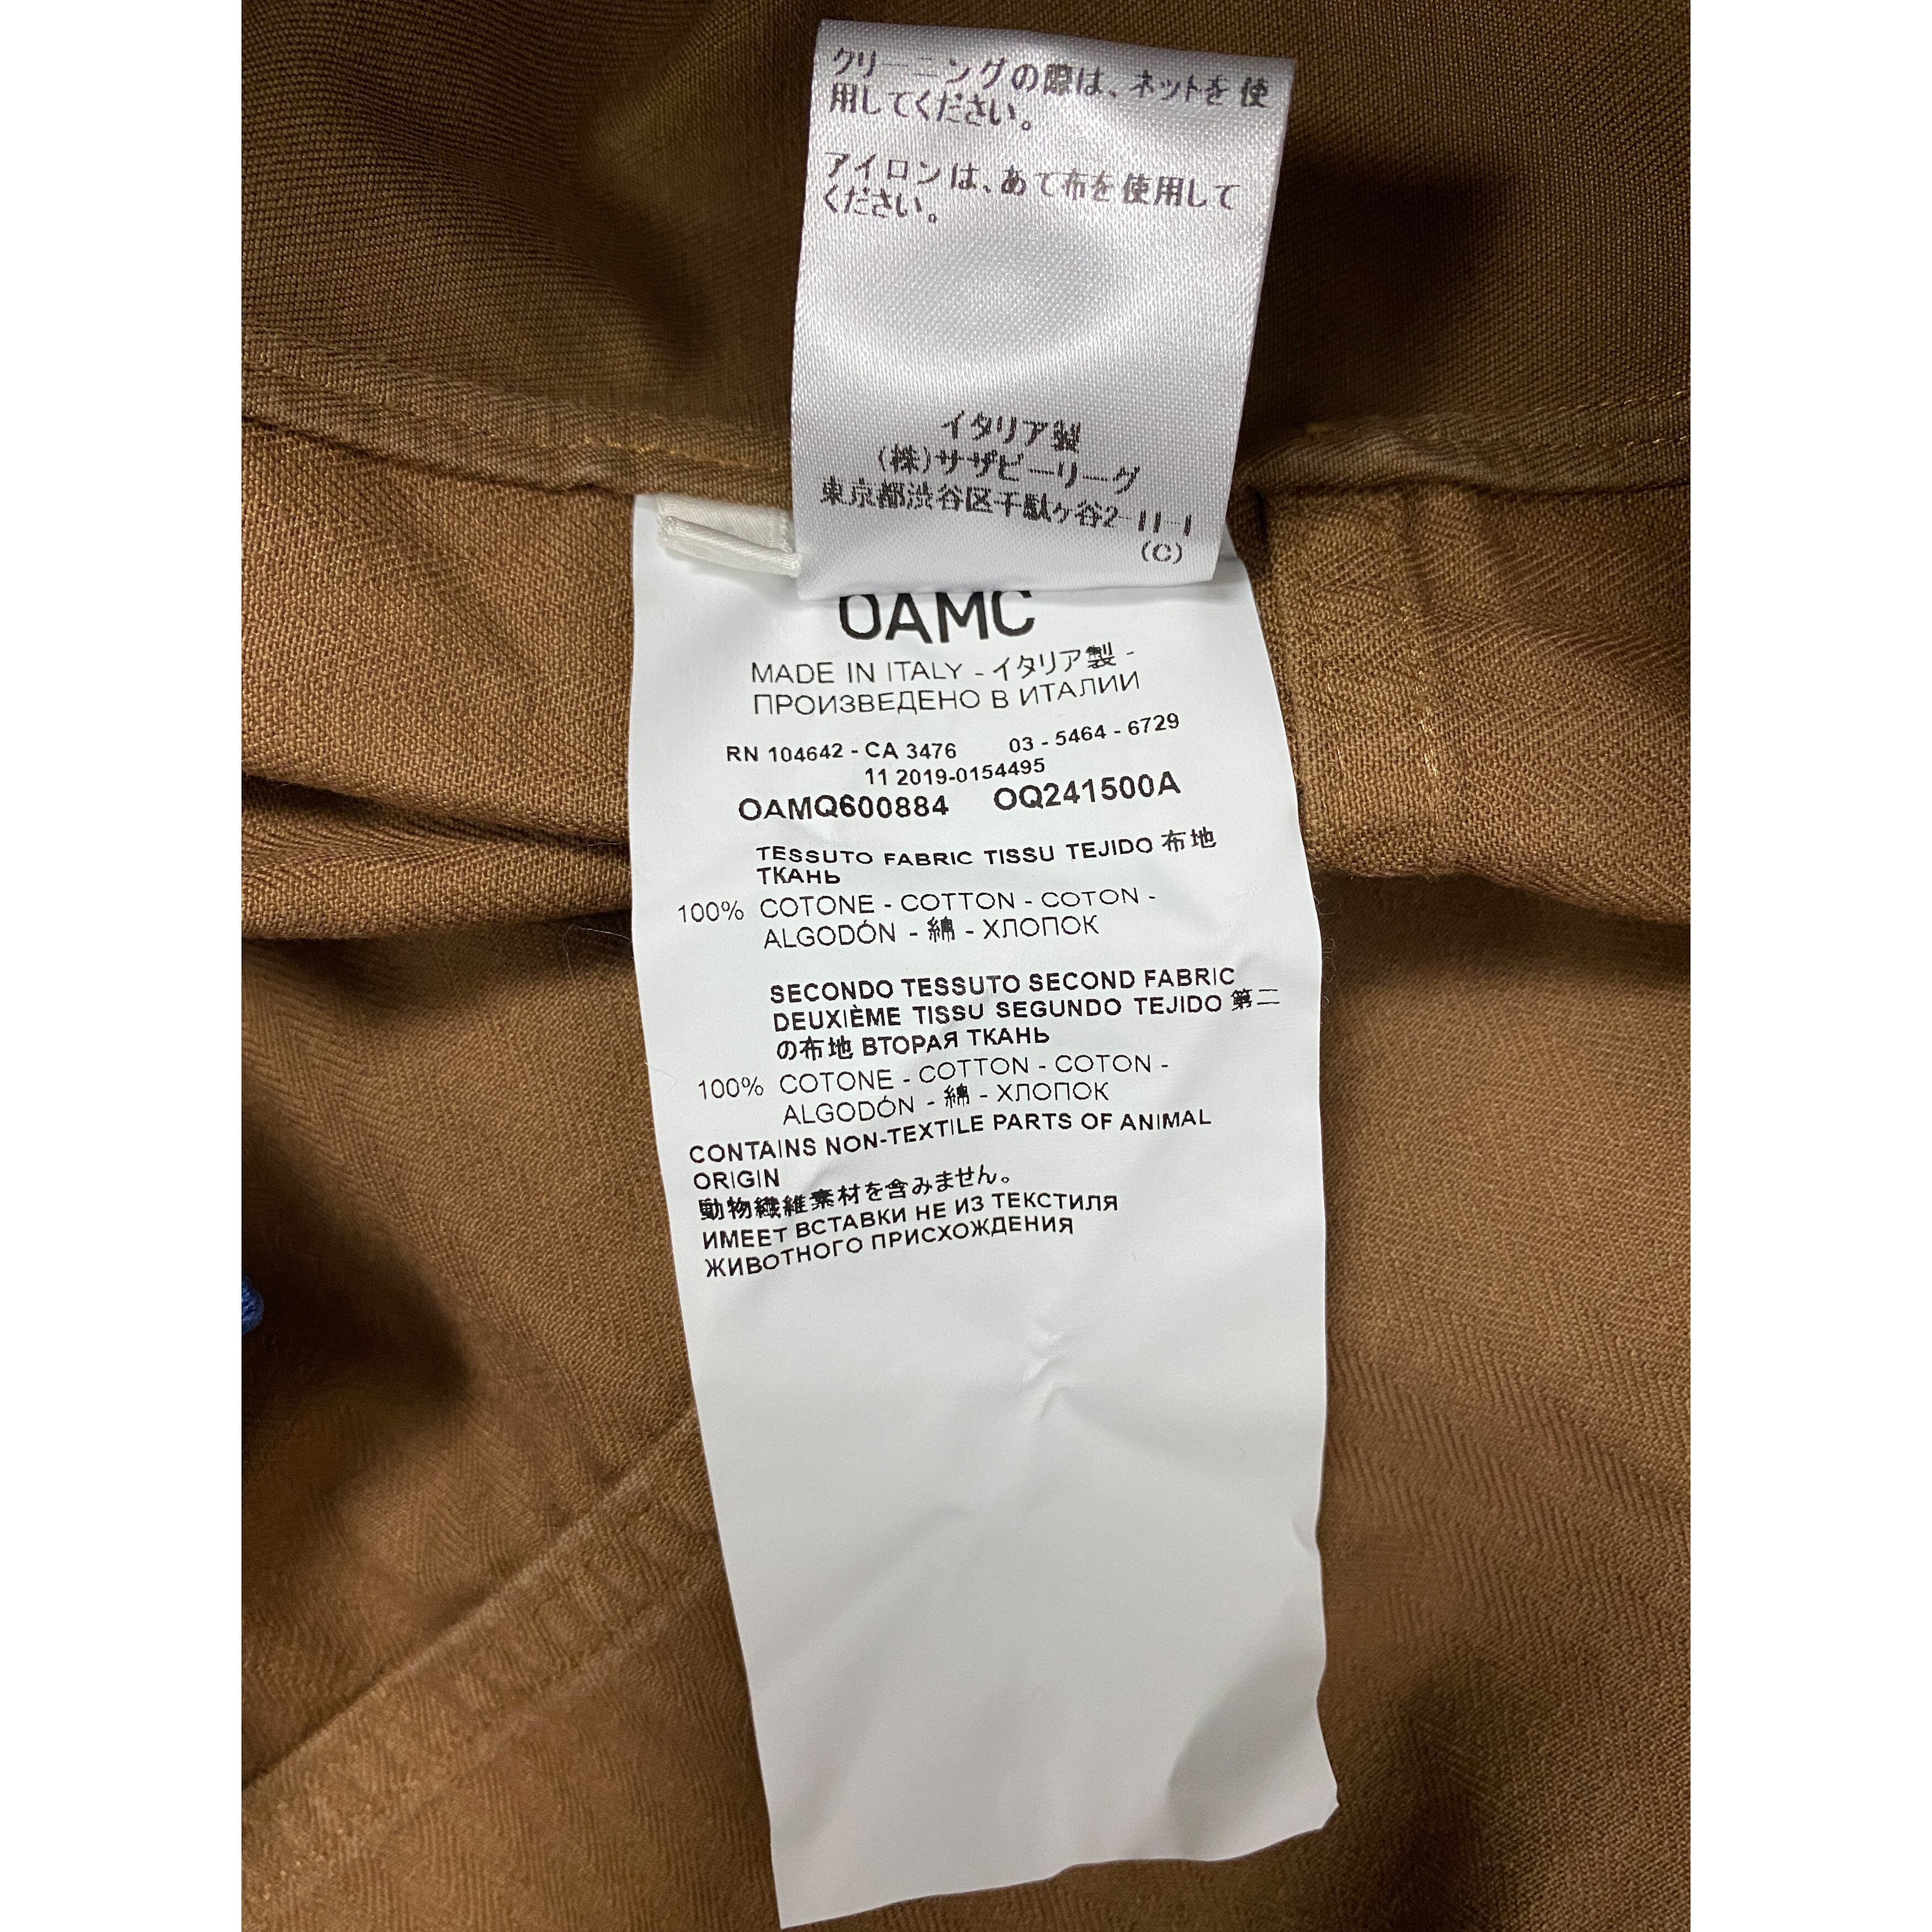 クリーニングの際は、ネットを使
用してください。
アイロンは、あて布を使用して
ください。
イタリア製
(株)サザビーリーグ
東京都渋谷区千駄ヶ谷2-11-1
(C)
OAMC
MADE IN ITALY - イタリア製 -
ПРОИЗВЕДЕНО В ИТАЛИИ
RN 104642 - CA 3476 03 - 5464 - 6729
11 2019-0154495
OAMQ600884 OQ241500A
TESSUTO FABRIC TISSU TEJIDO 布地
ТКАНЬ
100% COTONE - COTTON - COTON -
ALGODÓN - 綿 - ХЛОПОК
SECONDO TESSUTO SECOND FABRIC
DEUXIÈME TISSU SEGUNDO TEJIDO 第二
の布地 ВТОРАЯ ТКАНЬ
100% COTONE - COTTON - COTON -
ALGODÓN - 綿 - ХЛОПОК
CONTAINS NON-TEXTILE PARTS OF ANIMAL
ORIGIN
動物繊維素材を含みません。
ИМЕЕТ ВСТАВКИ НЕ ИЗ ТЕКСТИЛЯ
ЖИВОТНОГО ПРИСХОЖДЕНИЯ